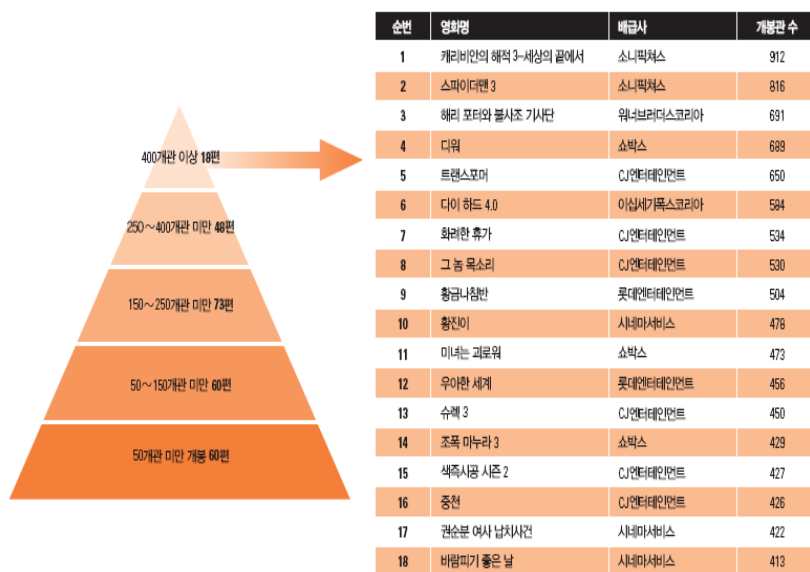 400개관 이상 18편
250~400개관 미만 48편
150~250개관 미만 73편
50~150개관 미만 60편
50개관 미만 개봉 60편
순번 영화명 배급사 개봉관 수
1 캐리비안의 해적 3-세상의 끝에서 소니픽쳐스 912
2 스파이더맨 3 소니픽쳐스 816
3 해리 포터와 불사조 기사단 워너브러더스코리아 691
4 디워 쇼박스 689
5 트랜스포머 CJ엔터테인먼트 650
6 다이 하드 4.0 이십세기폭스코리아 584
7 화려한 휴가 CJ엔터테인먼트 534
8 그 놈 목소리 CJ엔터테인먼트 530
9 황금나침반 롯데엔터테인먼트 504
10 황진이 시네마서비스 478
11 미녀는 괴로워 쇼박스 473
12 우아한 세계 롯데엔터테인먼트 456
13 슈렉 3 CJ엔터테인먼트 450
14 조폭 마누라 3 쇼박스 429
15 색즉시공 시즌 2 CJ엔터테인먼트 427
16 중천 CJ엔터테인먼트 426
17 권순분 여사 납치사건 시네마서비스 422
18 바람피기 좋은 날 시네마서비스 413